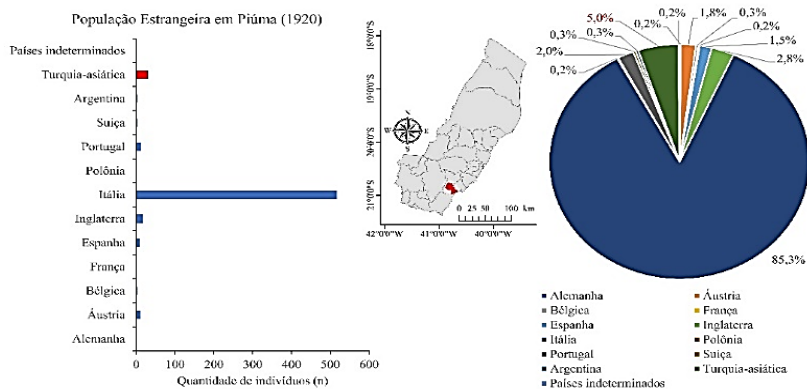 População Estrangeira em Piúma (1920)
Países indeterminados
Turquia-asiática
Argentina
Suiça
Portugal
Polônia
Itália
Inglaterra
Espanha
França
Bélgica
Áustria
Alemanha
0 100 200 300 400 500 600
Quantidade de indivíduos (n)
18°0'0"S
19°0'0"S
20°0'0"S
21°0'0"S
N
W E
S
0 25 50 100 km
42°0'0"W 41°0'0"W 40°0'0"W
5,0%
0,2%
1,8%
0,3%
0,3%
0,3%
0,2%
0,2%
2,0%
1,5%
0,2%
2,8%
85,3%
Alemanha Áustria
Bélgica França
Espanha Inglaterra
Itália Polônia
Portugal Suiça
Argentina Turquia-asiática
Países indeterminados